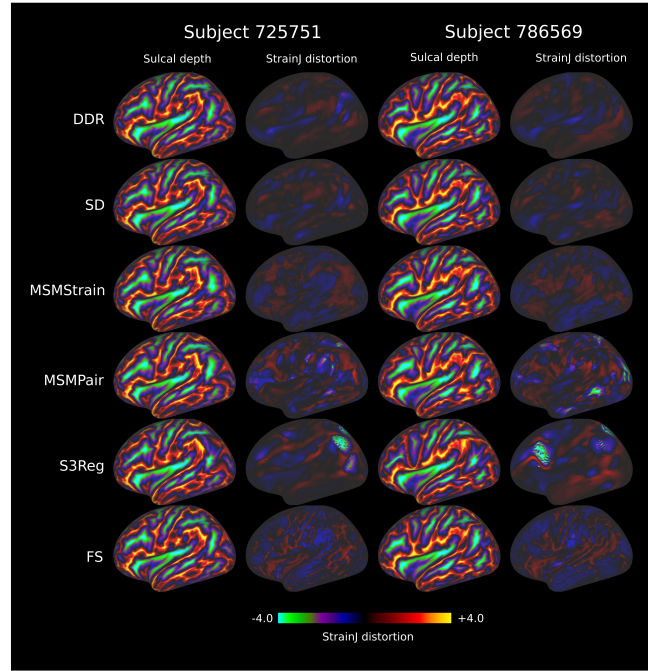 Subject 725751 Subject 786569
Sulcal depth StrainJ distortion Sulcal depth StrainJ distortion
DDR
SD
MSMStrain
MSMPair
S3Reg
FS
-4.0 +4.0
StrainJ distortion